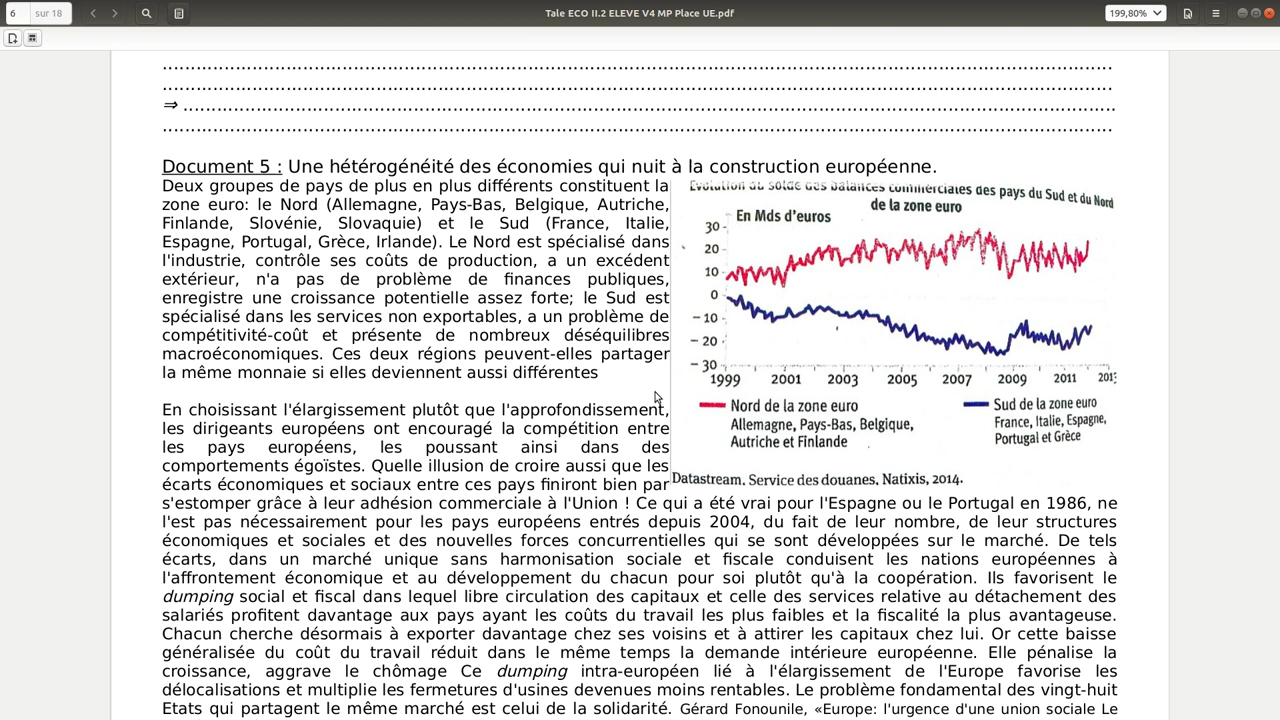 6
sur 18
Tale ECO II.2 ELEVE V4 MP Place UE.pdf
199,80%
........................................................................
........................................................................
⇒ ........................................................................
........................................................................
Document 5 : Une hétérogénéité des économies qui nuit à la construction européenne.
Deux groupes de pays de plus en plus différents constituent la
zone euro: le Nord (Allemagne, Pays-Bas, Belgique, Autriche,
Finlande, Slovénie, Slovaquie) et le Sud (France, Italie,
Espagne, Portugal, Grèce, Irlande). Le Nord est spécialisé dans
l'industrie, contrôle ses coûts de production, a un excédent
extérieur, n'a pas de problème de finances publiques,
enregistre une croissance potentielle assez forte; le Sud est
spécialisé dans les services non exportables, a un problème de
compétitivité-coût et présente de nombreux déséquilibres
macroéconomiques. Ces deux régions peuvent-elles partager
la même monnaie si elles deviennent aussi différentes
Evolution du solde des balances commerciales des pays du Sud et du Nord
de la zone euro
En Mds d'euros
30
20
10
0
– 10
– 20
– 30
1999 2001 2003 2005 2007 2009 2011 201
Nord de la zone euro
Allemagne, Pays-Bas, Belgique,
Autriche et Finlande
Sud de la zone euro
France, Italie, Espagne,
Portugal et Grèce
Datastream. Service des douanes, Natixis, 2014.
En choisissant l'élargissement plutôt que l'approfondissement,
les dirigeants européens ont encouragé la compétition entre
les pays européens, les poussant ainsi dans des
comportements égoïstes. Quelle illusion de croire aussi que les
écarts économiques et sociaux entre ces pays finiront bien par
s'estomper grâce à leur adhésion commerciale à l'Union ! Ce qui a été vrai pour l'Espagne ou le Portugal en 1986, ne
l'est pas nécessairement pour les pays européens entrés depuis 2004, du fait de leur nombre, de leur structures
économiques et sociales et des nouvelles forces concurrentielles qui se sont développées sur le marché. De tels
écarts, dans un marché unique sans harmonisation sociale et fiscale conduisent les nations européennes à
l'affrontement économique et au développement du chacun pour soi plutôt qu'à la coopération. Ils favorisent le
dumping social et fiscal dans lequel libre circulation des capitaux et celle des services relative au détachement des
salariés profitent davantage aux pays ayant les coûts du travail les plus faibles et la fiscalité la plus avantageuse.
Chacun cherche désormais à exporter davantage chez ses voisins et à attirer les capitaux chez lui. Or cette baisse
généralisée du coût du travail réduit dans le même temps la demande intérieure européenne. Elle pénalise la
croissance, aggrave le chômage Ce dumping intra-européen lié à l'élargissement de l'Europe favorise les
délocalisations et multiplie les fermetures d'usines devenues moins rentables. Le problème fondamental des vingt-huit
Etats qui partagent le même marché est celui de la solidarité. Gérard Fonounile, «Europe: l'urgence d'une union sociale Le